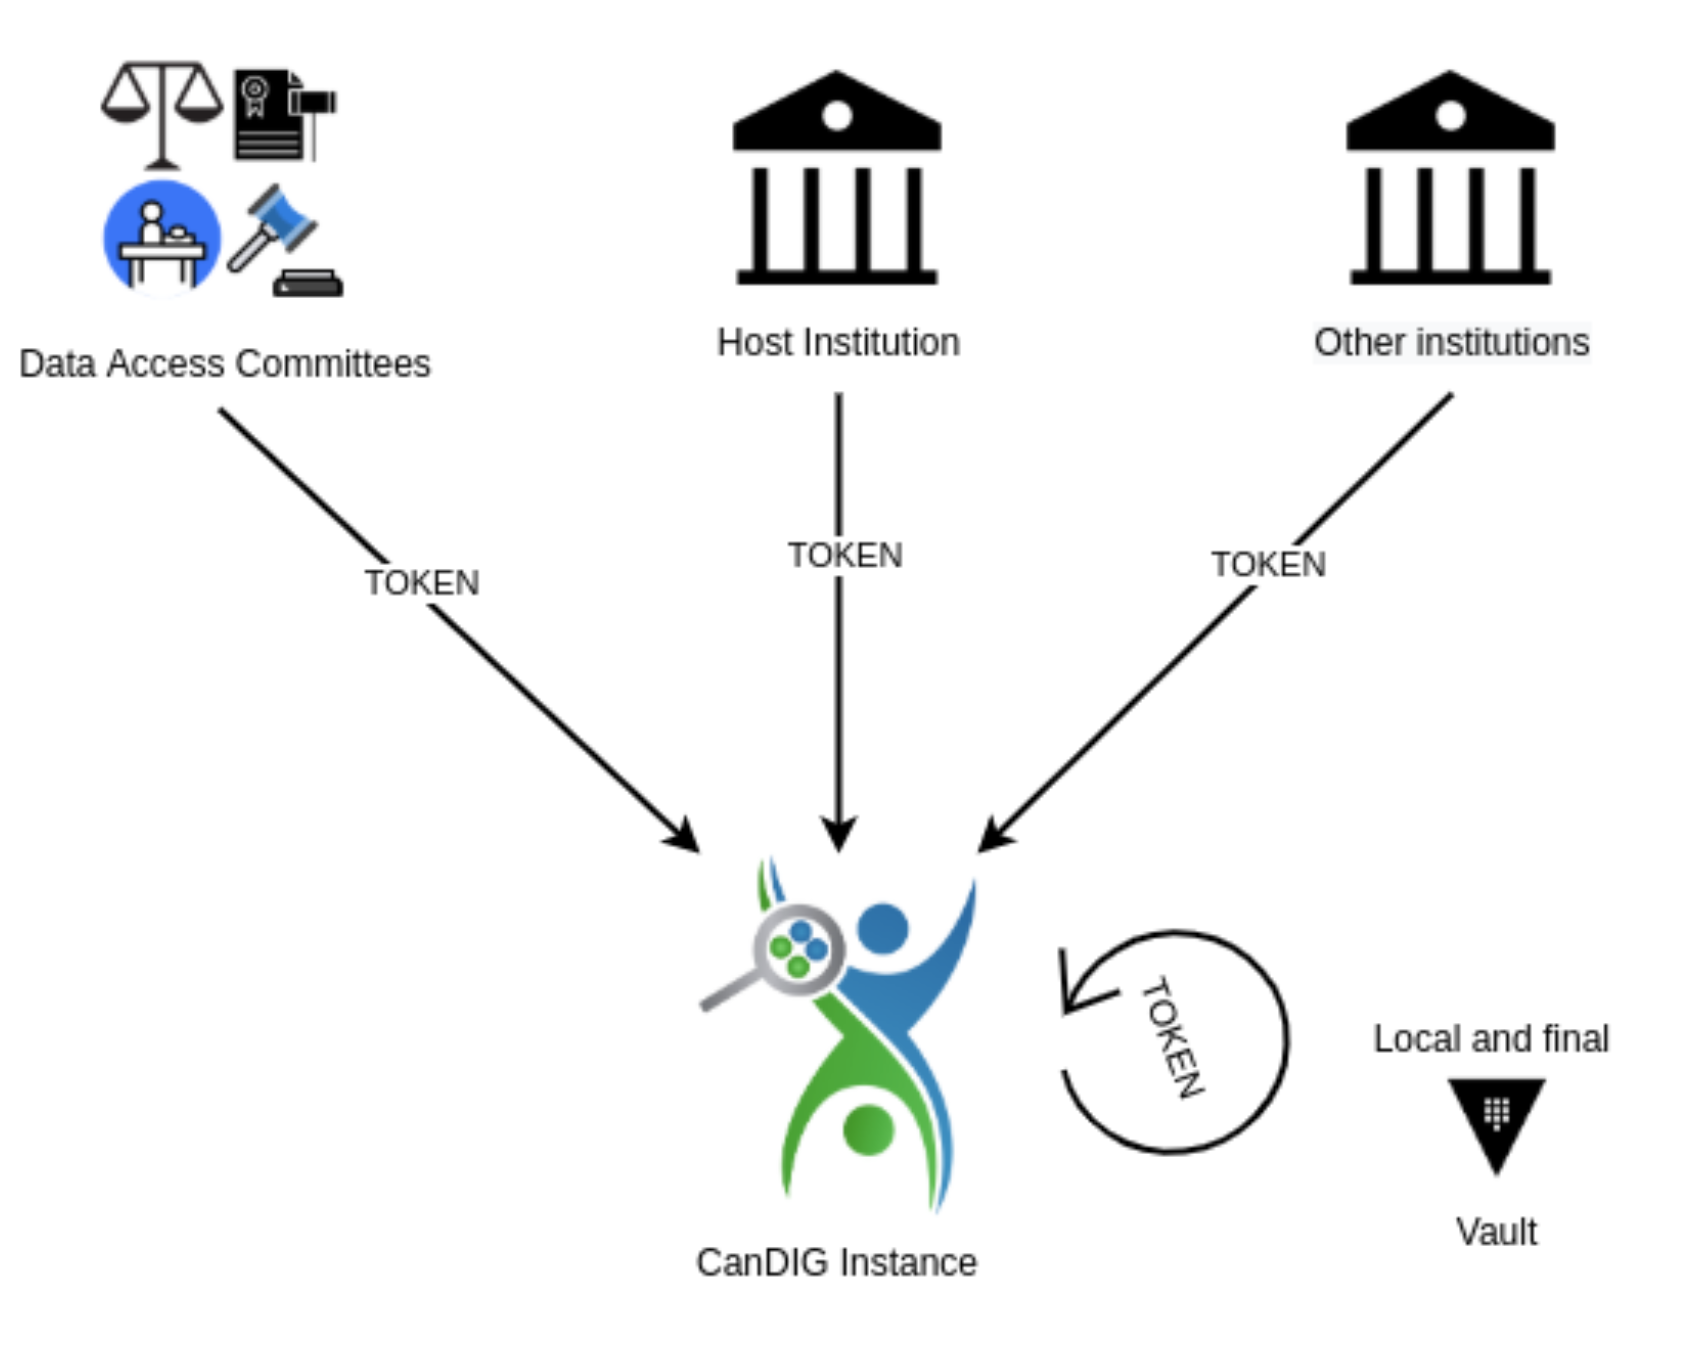 Data Access Committees
Host Institution
Other institutions
TOKEN
TOKEN
TOKEN
TOKEN
Local and final
Vault
CanDIG Instance